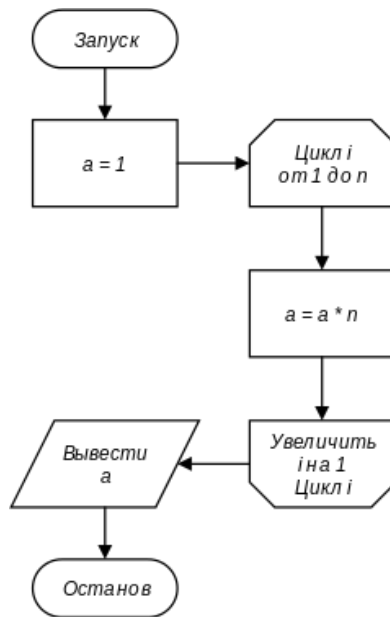 Запуск
a = 1
Цикл i
от 1 до n
a = a * n
Увеличить
i на 1
Цикл i
Вывести
a
Останов